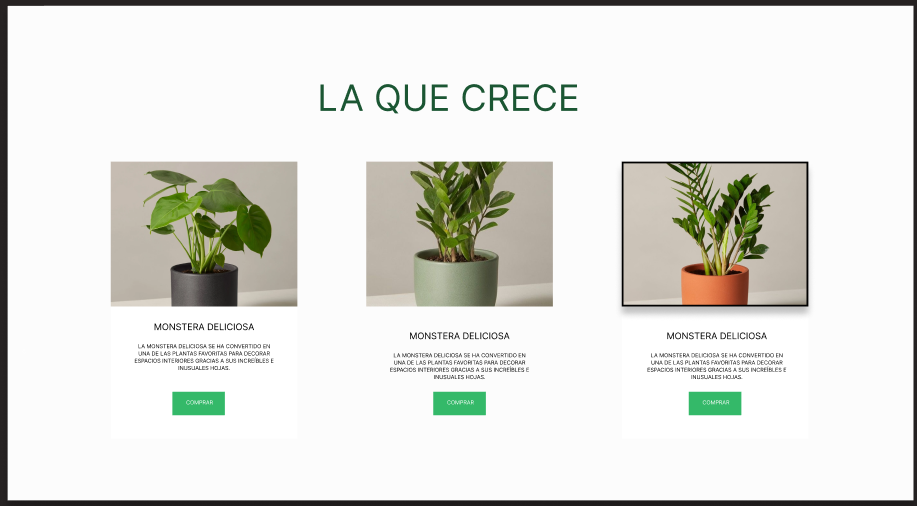 LA QUE CRECE
MONSTERA DELICIOSA
LA MONSTERA DELICIOSA SE HA CONVERTIDO EN
UNA DE LAS PLANTAS FAVORITAS PARA DECORAR
ESPACIOS INTERIORES GRACIAS A SUS INCREÍBLES E
INUSUALES HOJAS.
COMPRAR
MONSTERA DELICIOSA
LA MONSTERA DELICIOSA SE HA CONVERTIDO EN
UNA DE LAS PLANTAS FAVORITAS PARA DECORAR
ESPACIOS INTERIORES GRACIAS A SUS INCREÍBLES E
INUSUALES HOJAS.
COMPRAR
MONSTERA DELICIOSA
LA MONSTERA DELICIOSA SE HA CONVERTIDO EN
UNA DE LAS PLANTAS FAVORITAS PARA DECORAR
ESPACIOS INTERIORES GRACIAS A SUS INCREÍBLES E
INUSUALES HOJAS.
COMPRAR